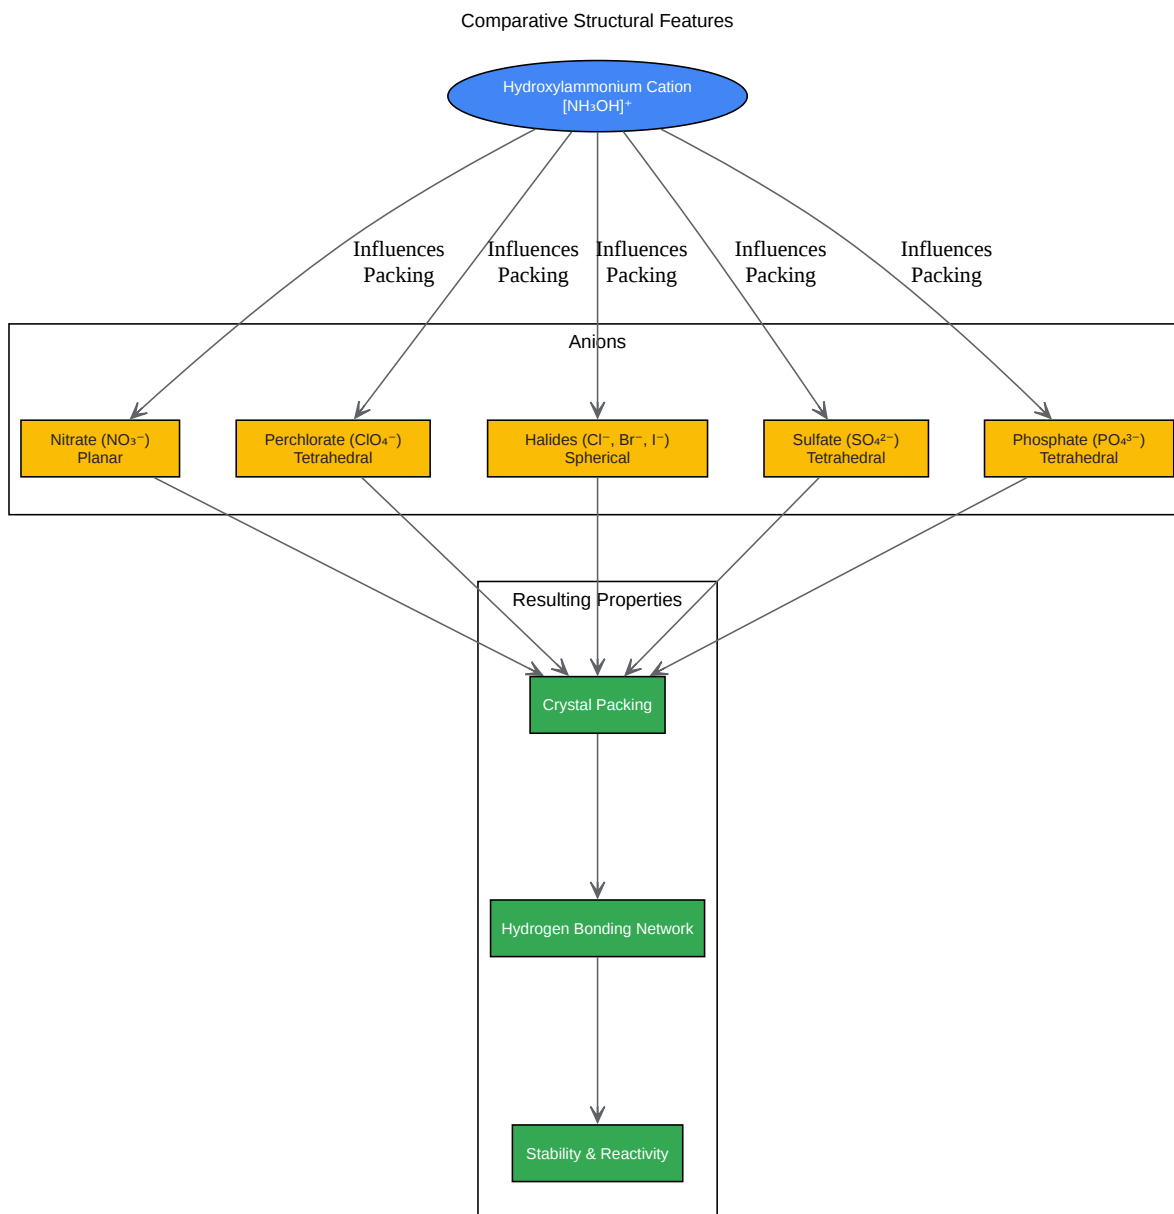 Comparative Structural Features
Hydroxylammonium Cation
[NH₃OH]⁺
Influences Packing
Influences Packing
Influences Packing
Influences Packing
Influences Packing
Anions
Nitrate (NO₃⁻)
Planar
Perchlorate (ClO₄⁻)
Tetrahedral
Halides (Cl⁻, Br⁻, I⁻)
Spherical
Sulfate (SO₄²⁻)
Tetrahedral
Phosphate (PO₄³⁻)
Tetrahedral
Resulting Properties
Crystal Packing
Hydrogen Bonding Network
Stability & Reactivity